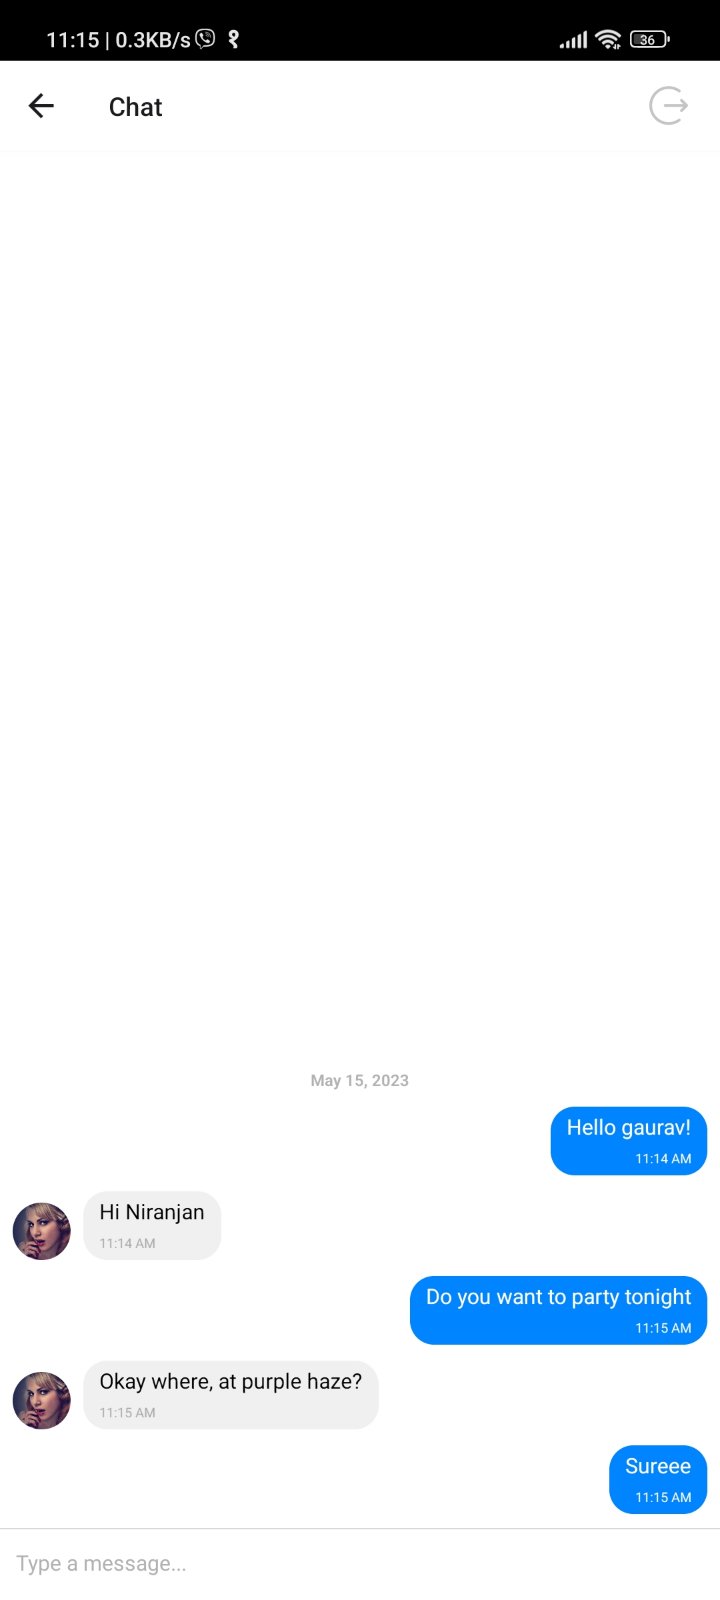 11:15 | 0.3KB/s
36
Chat
May 15, 2023
Hello gaurav!
11:14 AM
Hi Niranjan
11:14 AM
Do you want to party tonight
11:15 AM
Okay where, at purple haze?
11:15 AM
Sureee
11:15 AM
Type a message...